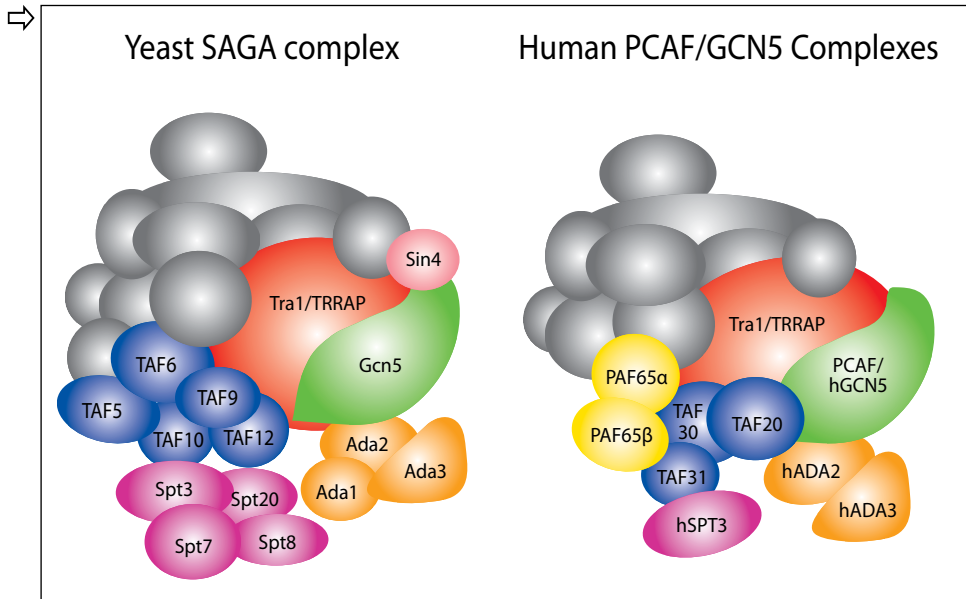 Yeast SAGA complex
Human PCAF/GCN5 Complexes
Sin4
Tra1/TRRAP
Gcn5
TAF6
TAF5
TAF9
TAF10
TAF12
Ada2
Ada3
Ada1
Spt3
Spt20
Spt7
Spt8
Tra1/TRRAP
PCAF/
hGCN5
PAF65α
PAF65β
TAF
30
TAF20
TAF31
hADA2
hADA3
hSPT3